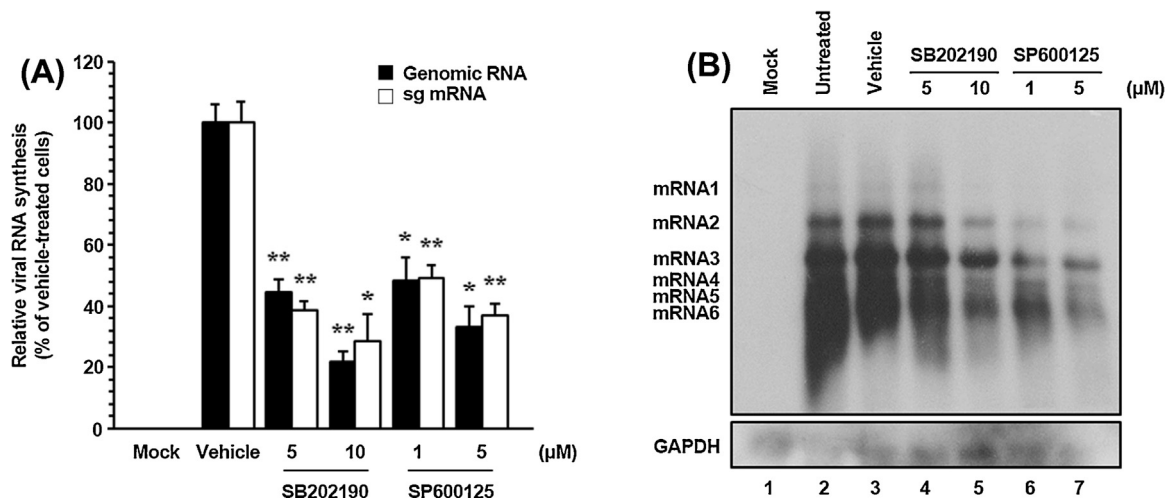 (A)
Relative viral RNA synthesis
(% of vehicle-treated cells)
120
100
80
60
40
20
0
Genomic RNA
sg mRNA
** ** ** * * ** * **
Mock Vehicle 5 10 1 5 (µM)
SB202190 SP600125
(B)
Mock Untreated Vehicle SB202190 SP600125
5 10 1 5 (µM)
mRNA1
mRNA2
mRNA3
mRNA4
mRNA5
mRNA6
GAPDH
1 2 3 4 5 6 7